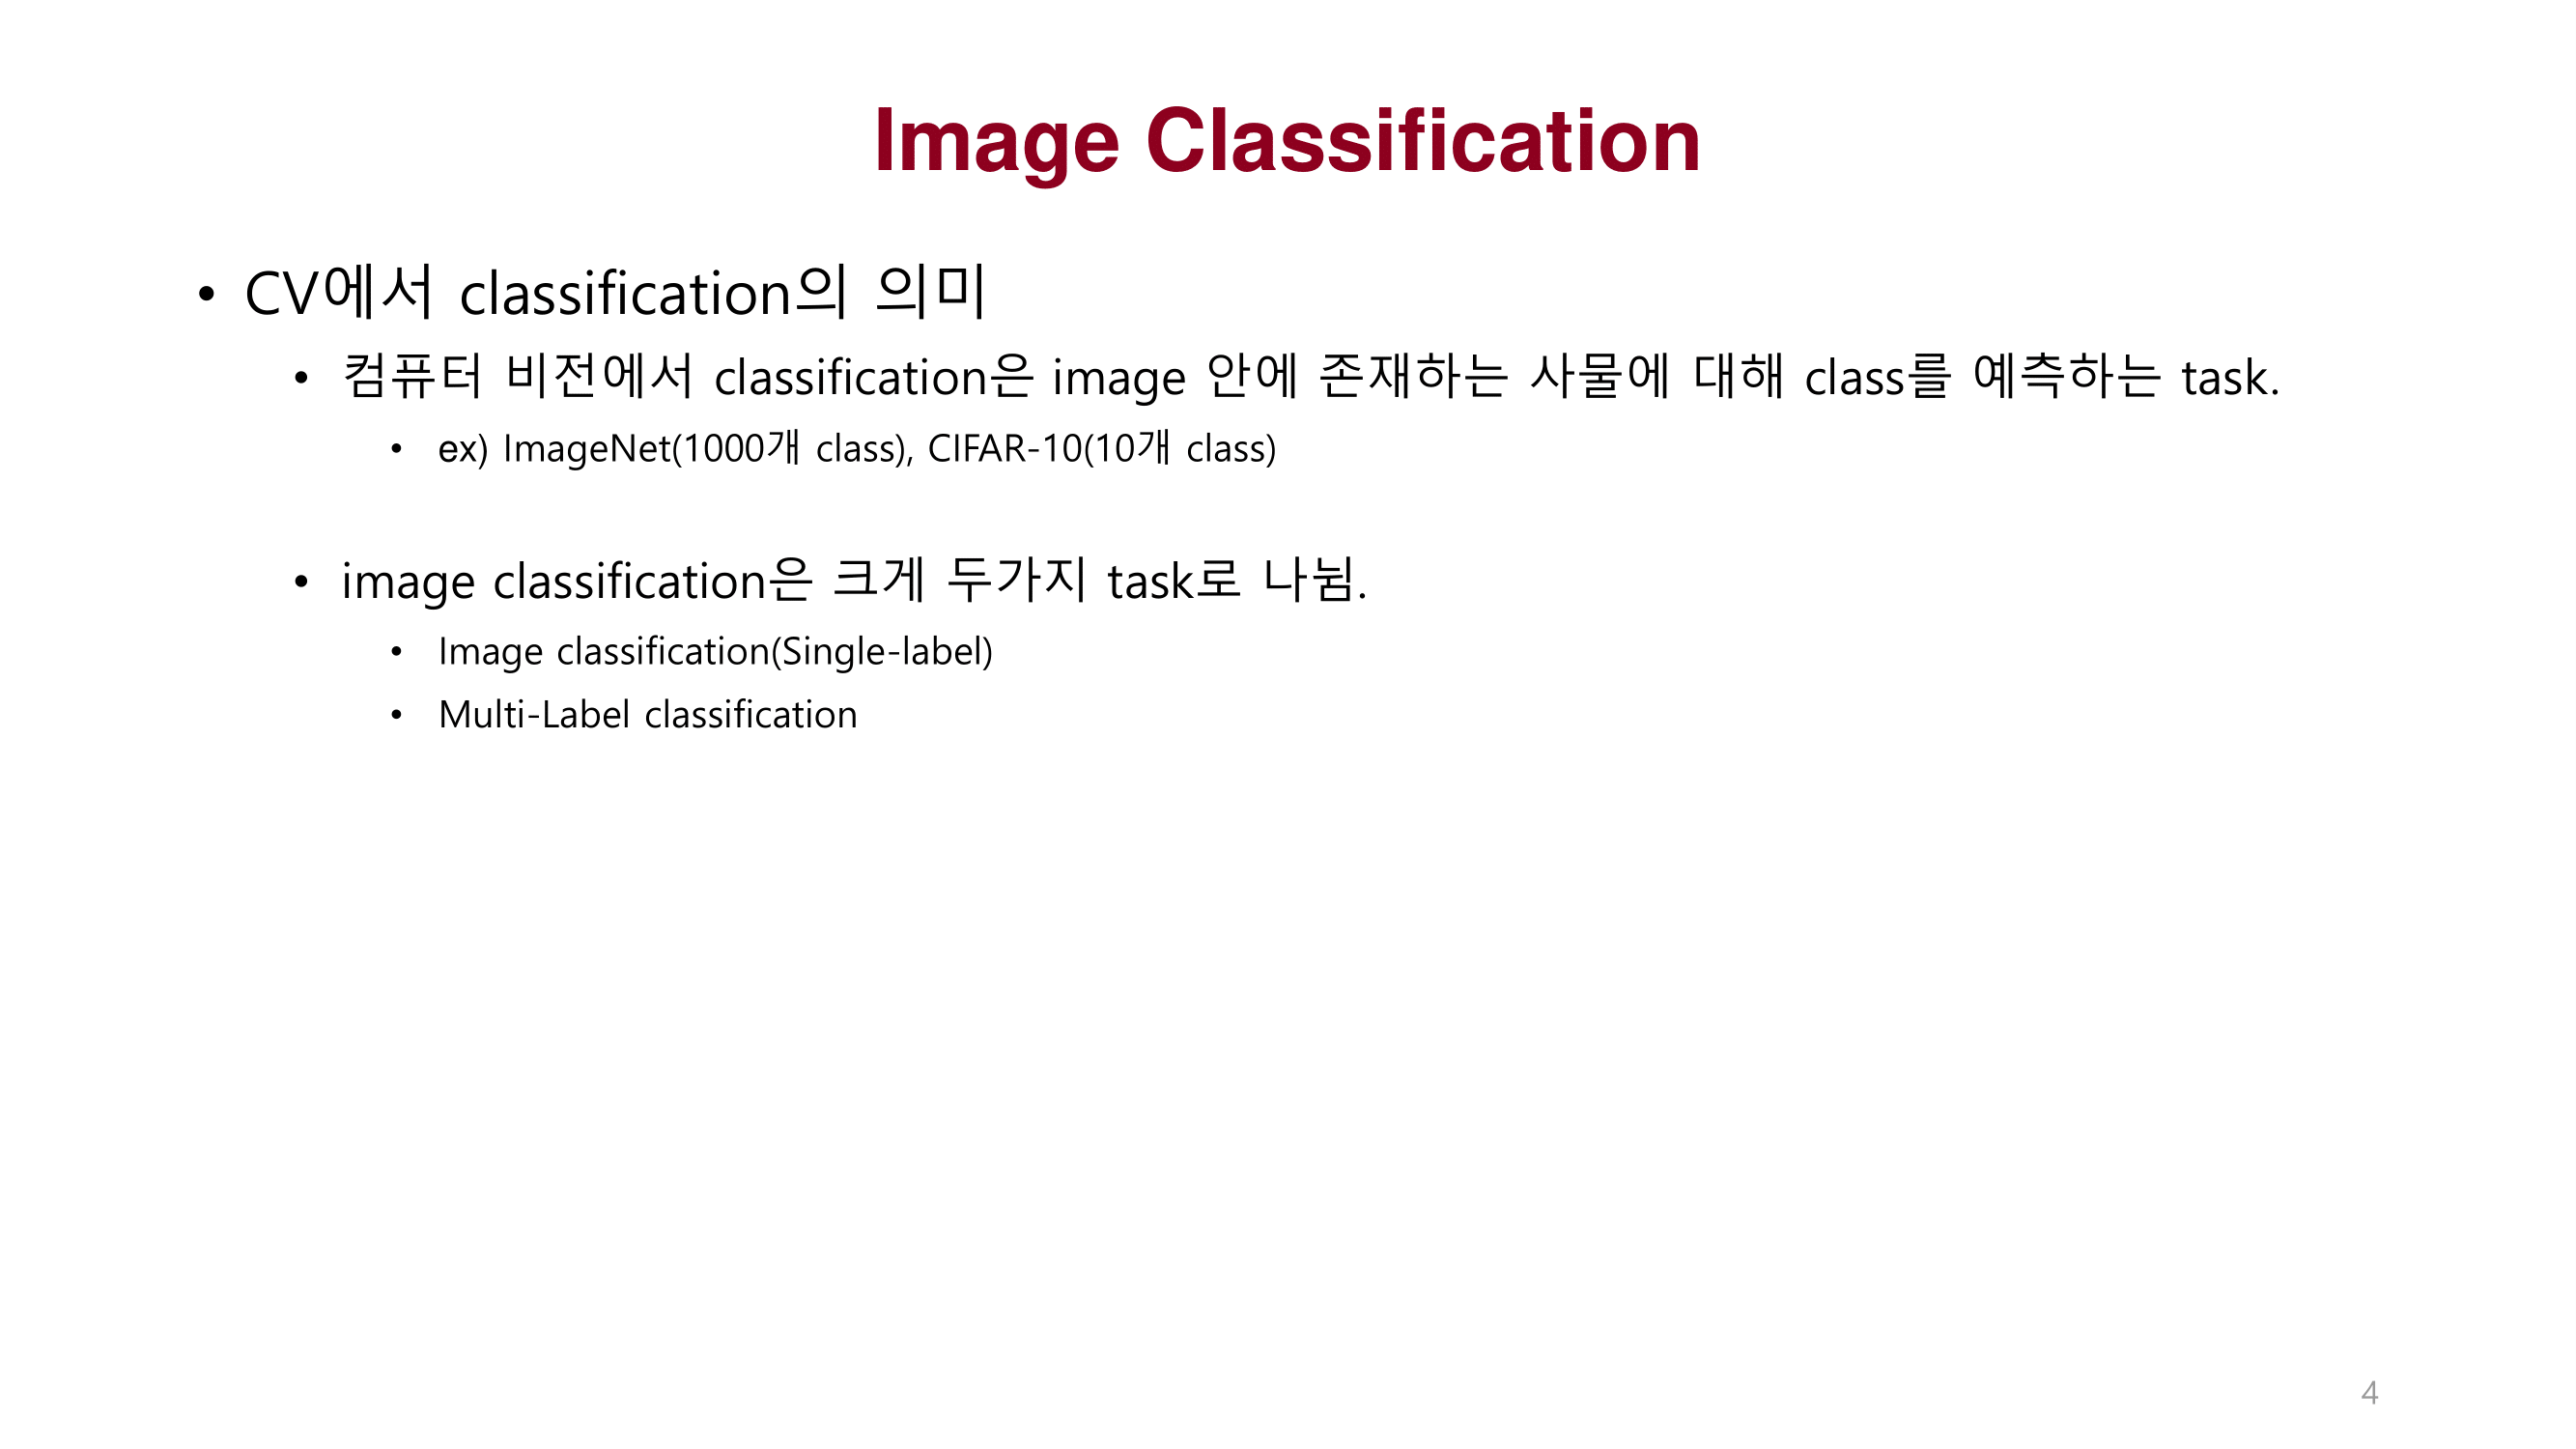 Image Classification
• CV에서 classification의 의미
• 컴퓨터 비전에서 classification은 image 안에 존재하는 사물에 대해 class를 예측하는 task.
• ex) ImageNet(1000개 class), CIFAR-10(10개 class)
• image classification은 크게 두가지 task로 나뉨.
• Image classification(Single-label)
• Multi-Label classification
4